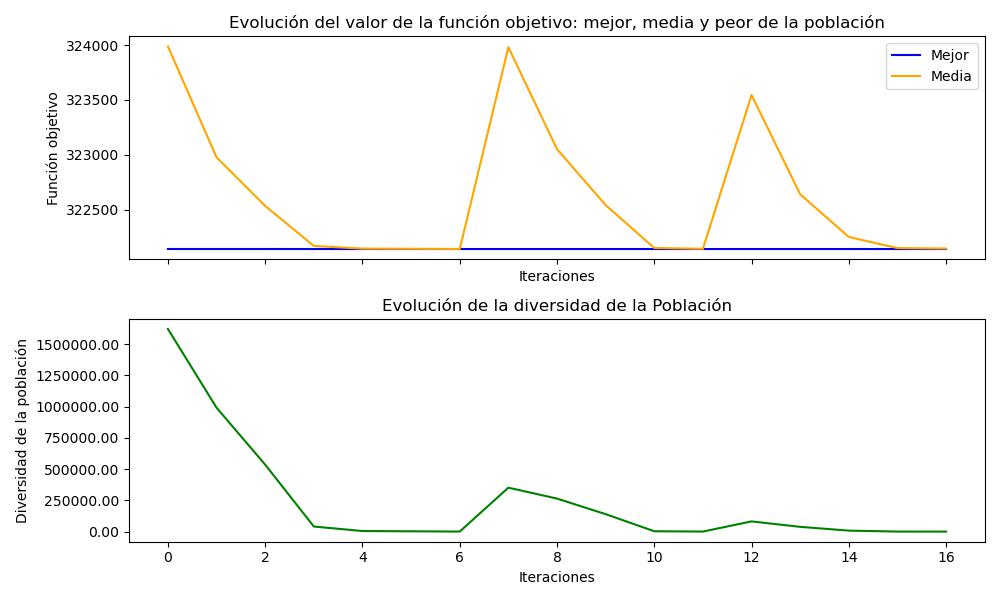 Evolución del valor de la función objetivo: mejor, media y peor de la población
324000
323500
323000
322500
Función objetivo
Mejor
Media
Iteraciones
Evolución de la diversidad de la Población
1500000.00
1250000.00
1000000.00
750000.00
500000.00
250000.00
0.00
Diversidad de la población
0 2 4 6 8 10 12 14 16
Iteraciones